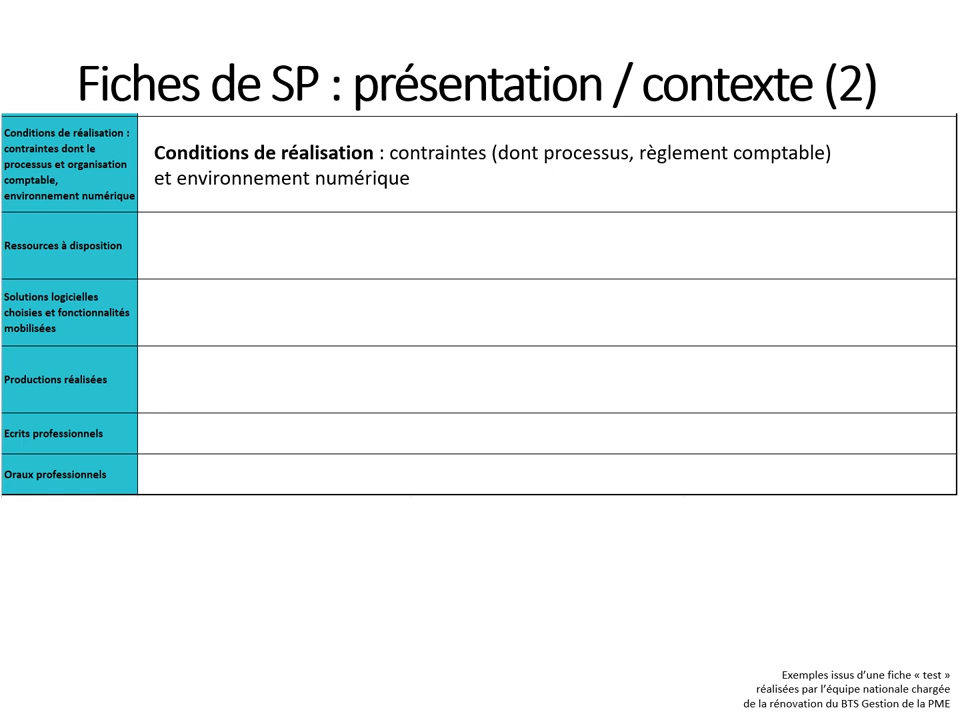 Fiches de SP : présentation / contexte (2)
Conditions de réalisation :
contraintes dont le
processus et organisation
comptable,
environnement numérique
Conditions de réalisation : contraintes (dont processus, règlement comptable)
et environnement numérique
Ressources à disposition
Solutions logicielles
choisies et fonctionnalités
mobilisées
Productions réalisées
Ecrits professionnels
Oraux professionnels
Exemples issus d'une fiche « test »
réalisées par l'équipe nationale chargée
de la rénovation du BTS Gestion de la PME